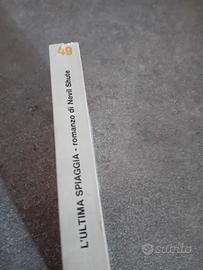 49
L'ULTIMA SPIAGGIA - romanzo di Nevil Shute
subito